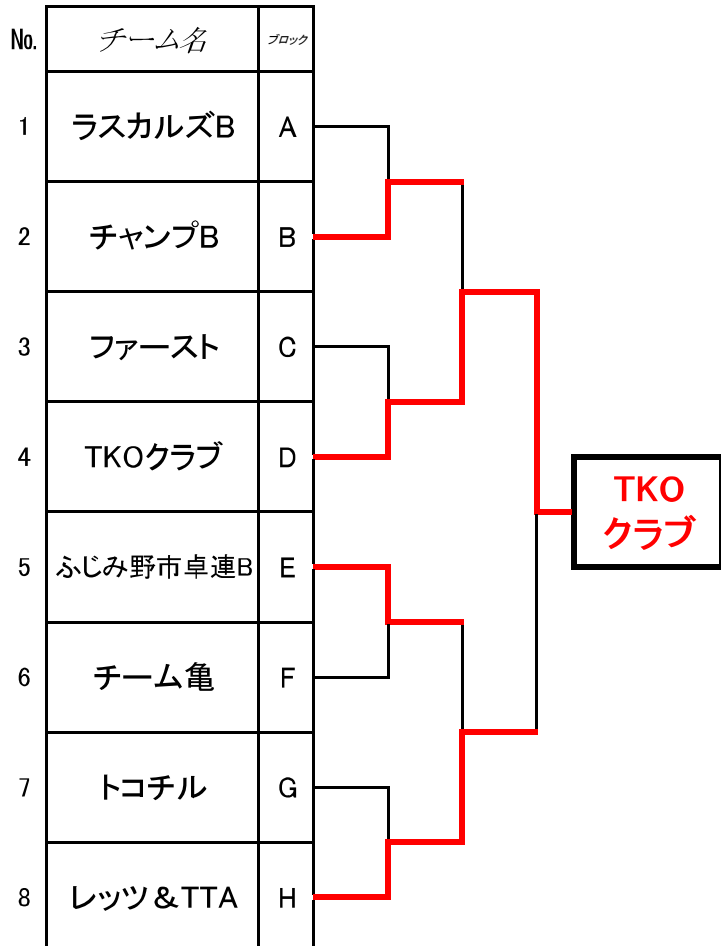 No. チーム名 ブロック
1 ラスカルズB A
2 チャンプB B
3 ファースト C
4 TKOクラブ D
5 ふじみ野市卓連B E
6 チーム亀 F
7 トコチル G
8 レッツ＆TTA H
TKO
クラブ